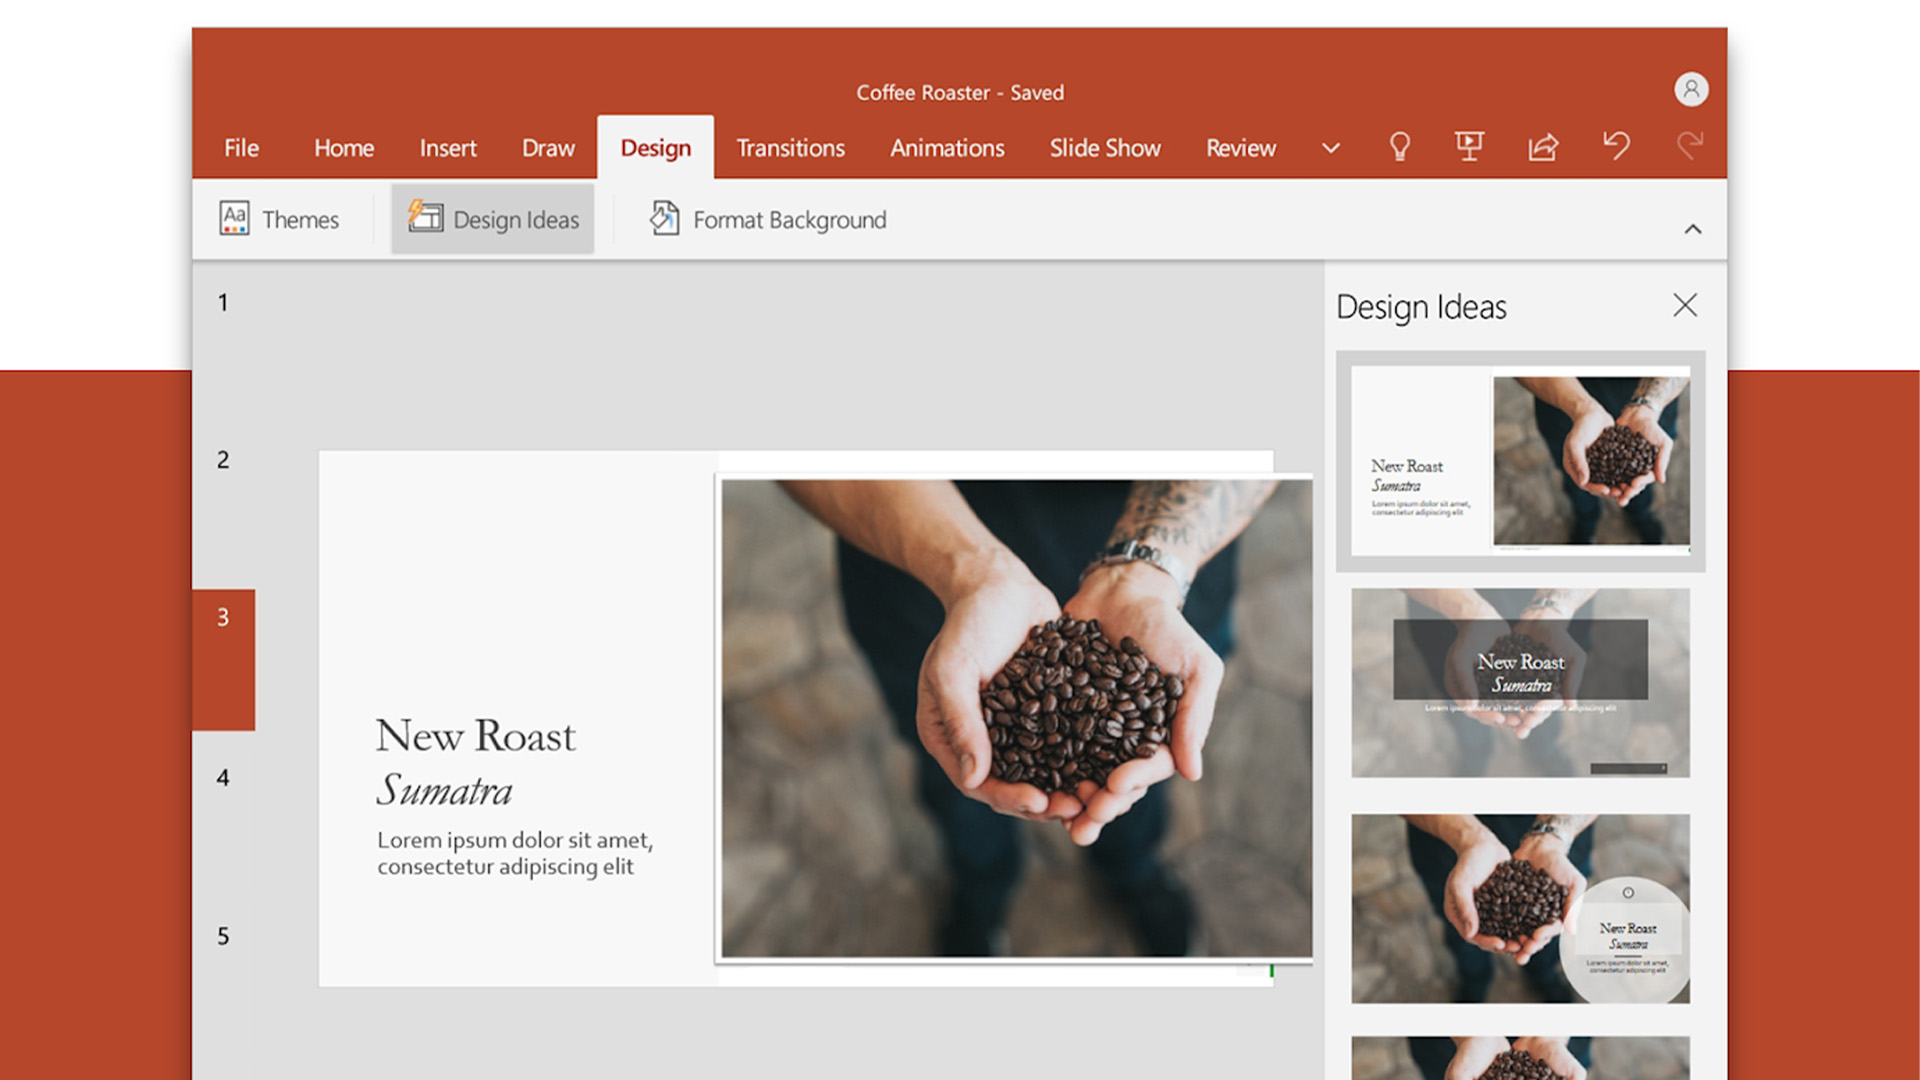 Coffee Roaster - Saved
File Home Insert Draw Design Transitions Animations Slide Show Review
Aa Themes Design Ideas Format Background
1
2
3
4
5
New Roast
Sumatra
Lorem ipsum dolor sit amet,
consectetur adipiscing elit
Design Ideas
New Roast
Sumatra
Lorem ipsum dolor sit amet,
consectetur adipiscing elit
New Roast
Sumatra
Lorem ipsum dolor sit amet, consectetur adipiscing elit
New Roast
Sumatra
Lorem ipsum dolor sit amet,
consectetur adipiscing elit